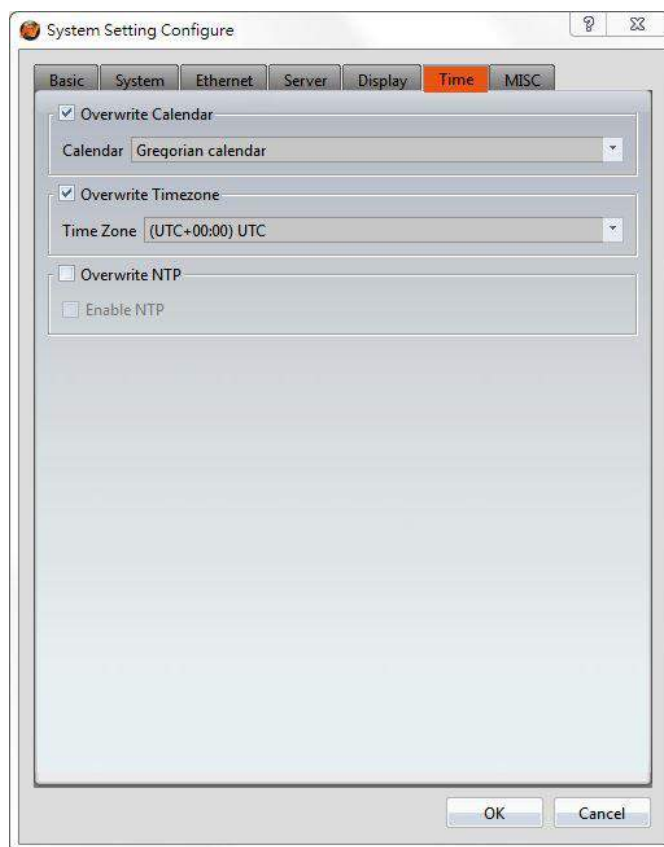 System Setting Configure
Basic System Ethernet Server Display Time MISC
Overwrite Calendar
Calendar Gregorian calendar
Overwrite Timezone
Time Zone (UTC+00:00) UTC
Overwrite NTP
Enable NTP
OK Cancel